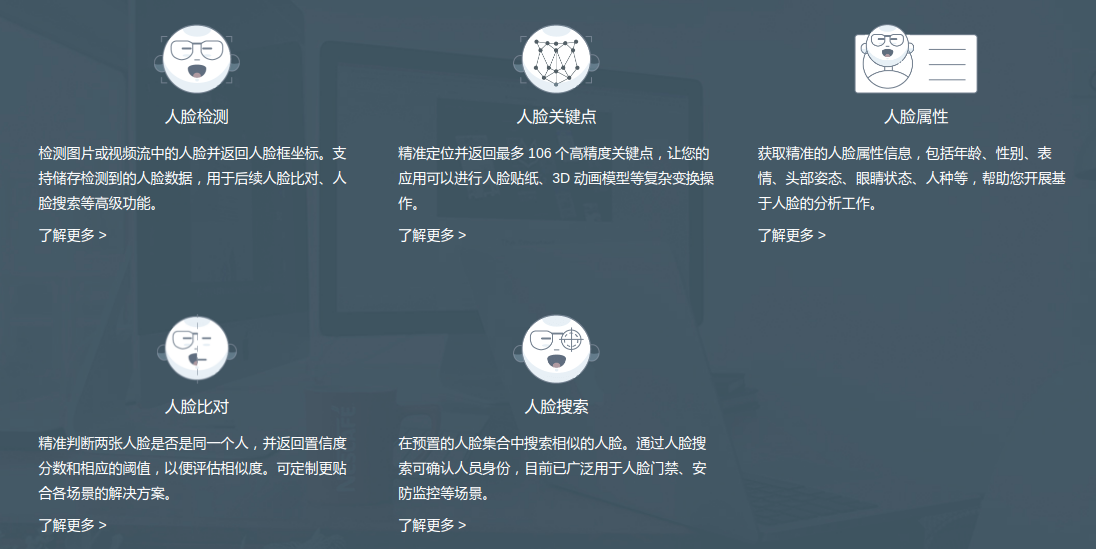 人脸检测
检测图片或视频流中的人脸并返回人脸框坐标。支
持储存检测到的人脸数据，用于后续人脸比对、人
脸搜索等高级功能。
了解更多 >
人脸关键点
精准定位并返回最多 106 个高精度关键点，让您的
应用可以进行人脸贴纸、3D 动画模型等复杂变换操
作。
了解更多 >
人脸属性
获取精准的人脸属性信息，包括年龄、性别、表
情、头部姿态、眼睛状态、人种等，帮助您开展基
于人脸的分析工作。
了解更多 >
人脸比对
精准判断两张人脸是否是同一个人，并返回置信度
分数和相应的阈值，以便评估相似度。可定制更贴
合各场景的解决方案。
了解更多 >
人脸搜索
在预置的人脸集合中搜索相似的人脸。通过人脸搜
索可确认人员身份，目前已广泛用于人脸门禁、安
防监控等场景。
了解更多 >